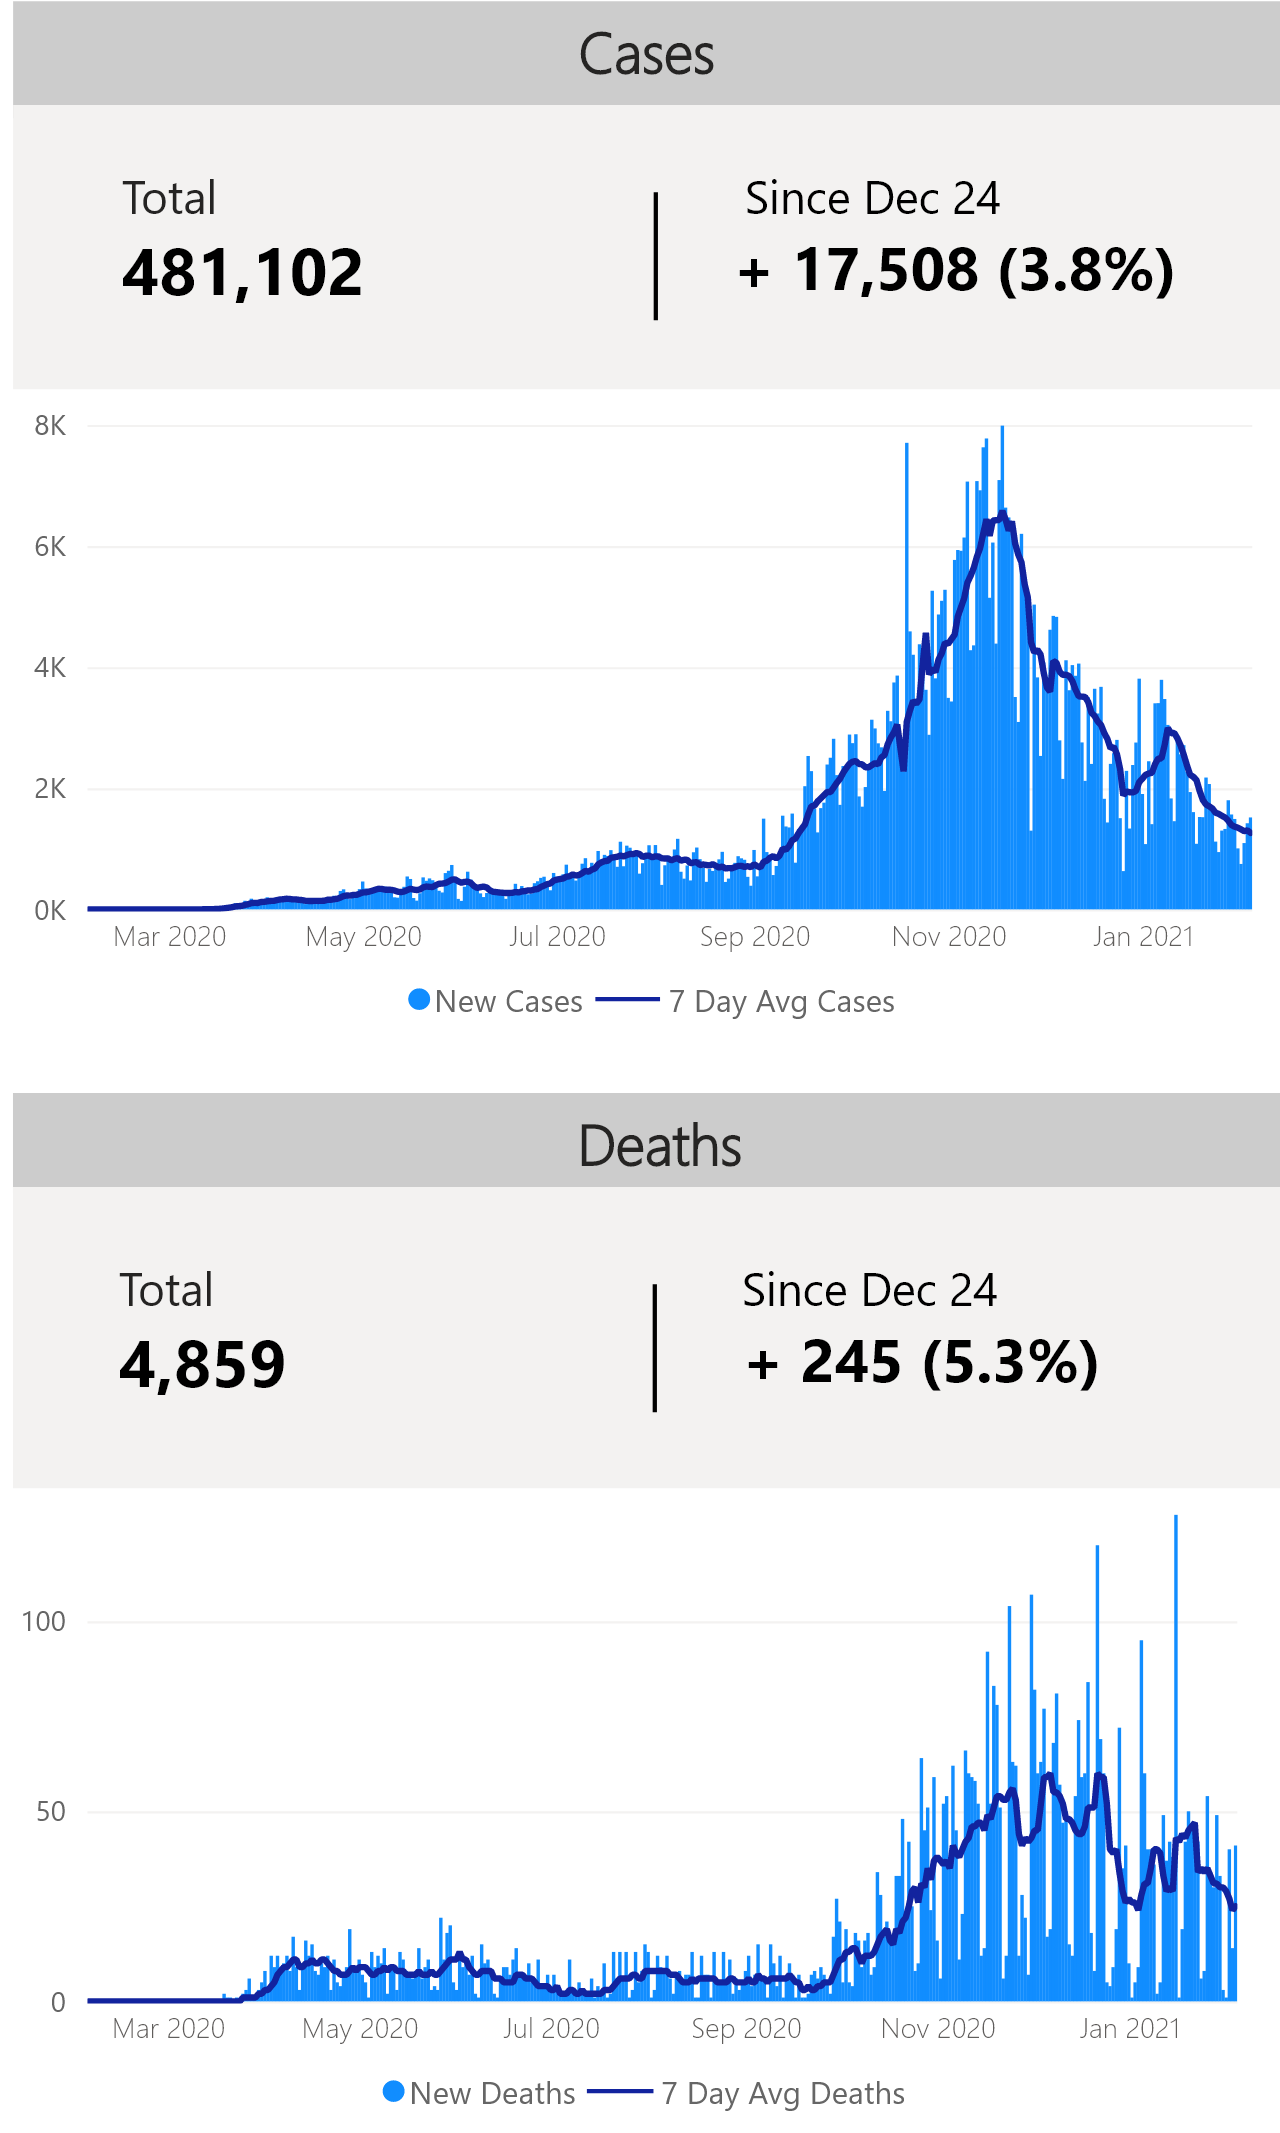 Cases
Total
Since Dec 24
481,102
+ 17,508 (3.8%)
8K
6K
4K
2K
0K
Mar 2020 May 2020 Jul 2020 Sep 2020 Nov 2020 Jan 2021
New Cases 7 Day Avg Cases
Deaths
Total
Since Dec 24
4,859
+ 245 (5.3%)
100
50
0
Mar 2020 May 2020 Jul 2020 Sep 2020 Nov 2020 Jan 2021
New Deaths 7 Day Avg Deaths